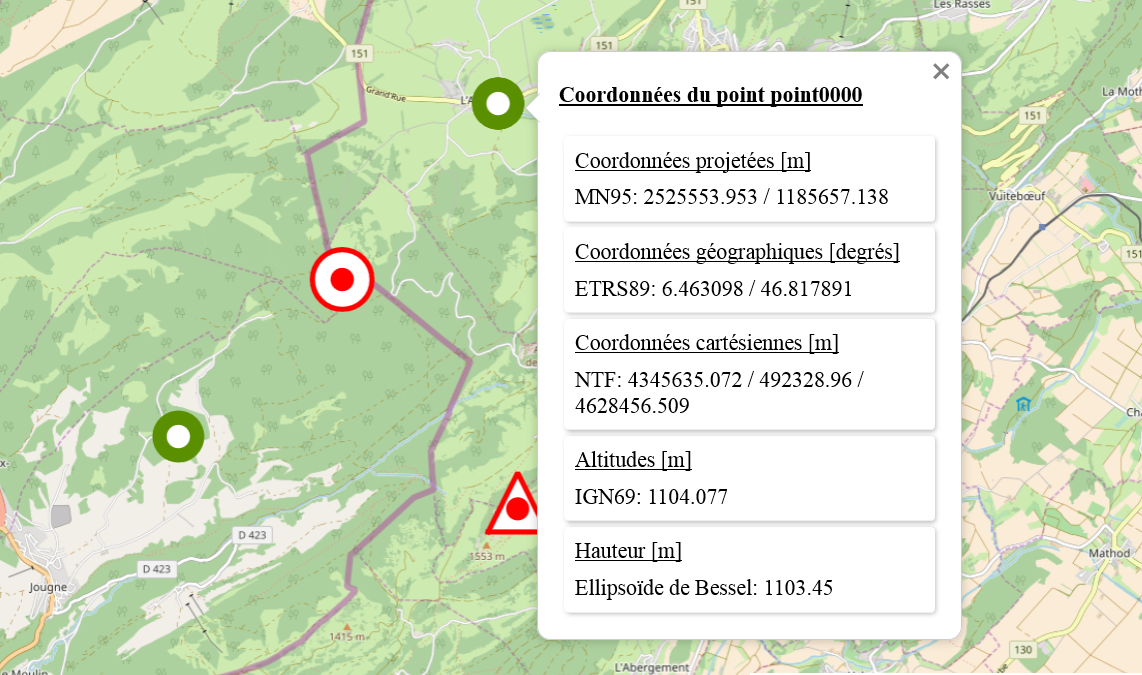 151
Les Rasses
151
151
Grand'Rue
L'A
Coordonnées du point point0000
La Moth
151
Coordonnées projetées [m]
MN95: 2525553.953 / 1185657.138
Vuitebœuf
Coordonnées géographiques [degrés]
151
ETRS89: 6.463098 / 46.817891
Coordonnées cartésiennes [m]
NTF: 4345635.072 / 492328.96 /
4628456.509
Cha
Altitudes [m]
x-
IGN69: 1104.077
D 423
Hauteur [m]
1553 m
Mathod
D 423
Jougne
Ellipsoïde de Bessel: 1103.45
1415 m
130
L'Abergement
e Moulin